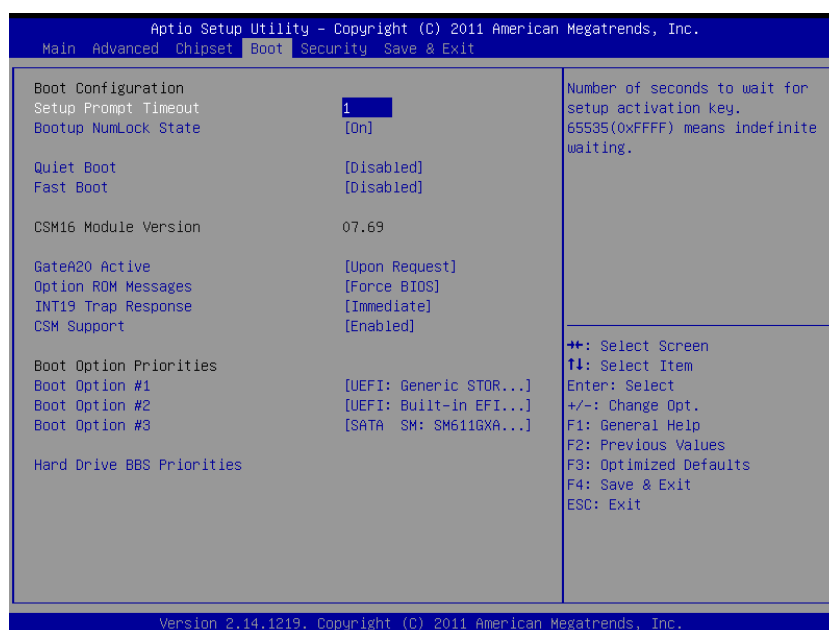 Aptio Setup Utility – Copyright (C) 2011 American Megatrends, Inc.
Main Advanced Chipset Boot Security Save & Exit
Boot Configuration
Setup Prompt Timeout 1
Bootup NumLock State [On]
Quiet Boot [Disabled]
Fast Boot [Disabled]
CSM16 Module Version 07.69
GateA20 Active [Upon Request]
Option ROM Messages [Force BIOS]
INT19 Trap Response [Immediate]
CSM Support [Enabled]
Boot Option Priorities
Boot Option #1 [UEFI: Generic STOR...]
Boot Option #2 [UEFI: Built-in EFI...]
Boot Option #3 [SATA SM: SM611GXA...]
Hard Drive BBS Priorities
Number of seconds to wait for
setup activation key.
65535(0xFFFF) means indefinite
waiting.
→←: Select Screen
↑↓: Select Item
Enter: Select
+/-: Change Opt.
F1: General Help
F2: Previous Values
F3: Optimized Defaults
F4: Save & Exit
ESC: Exit
Version 2.14.1219. Copyright (C) 2011 American Megatrends, Inc.